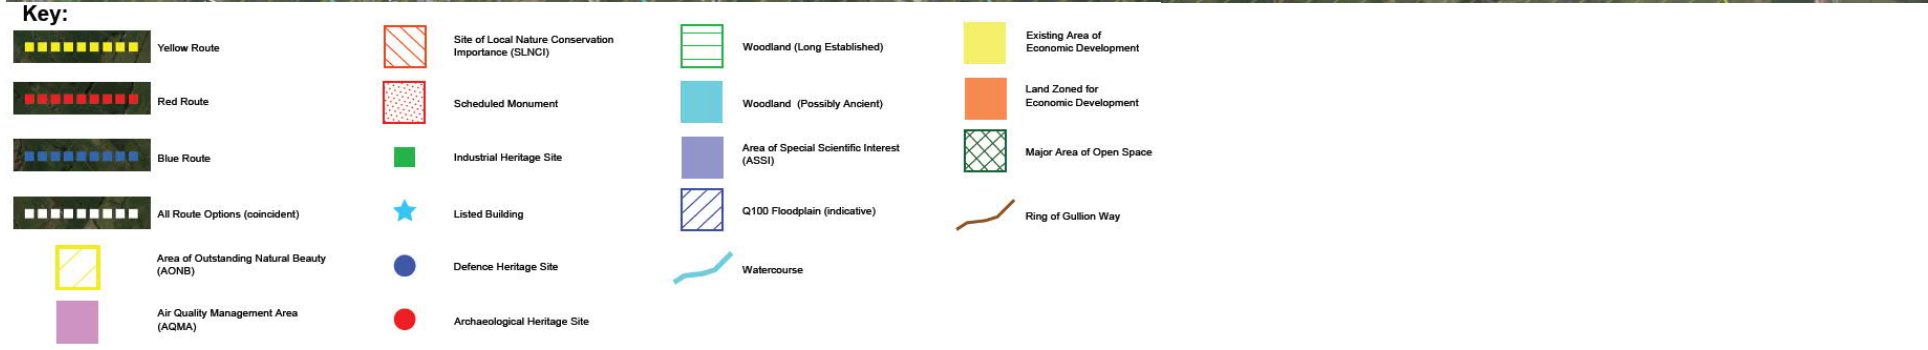 Key:
Yellow Route
Red Route
Blue Route
All Route Options (coincident)
Area of Outstanding Natural Beauty
(AONB)
Air Quality Management Area
(AQMA)
Site of Local Nature Conservation
Importance (SLNCI)
Scheduled Monument
Industrial Heritage Site
Listed Building
Defence Heritage Site
Archaeological Heritage Site
Woodland (Long Established)
Woodland (Possibly Ancient)
Area of Special Scientific Interest
(ASSI)
Q100 Floodplain (indicative)
Watercourse
Existing Area of
Economic Development
Land Zoned for
Economic Development
Major Area of Open Space
Ring of Gullion Way